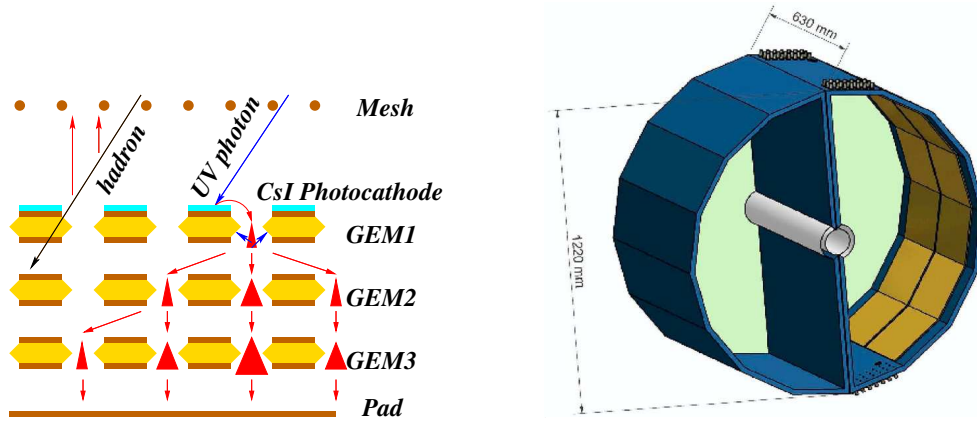 Mesh
hadron
UV photon
CsI Photocathode
GEM1
GEM2
GEM3
Pad
630 mm
1220 mm